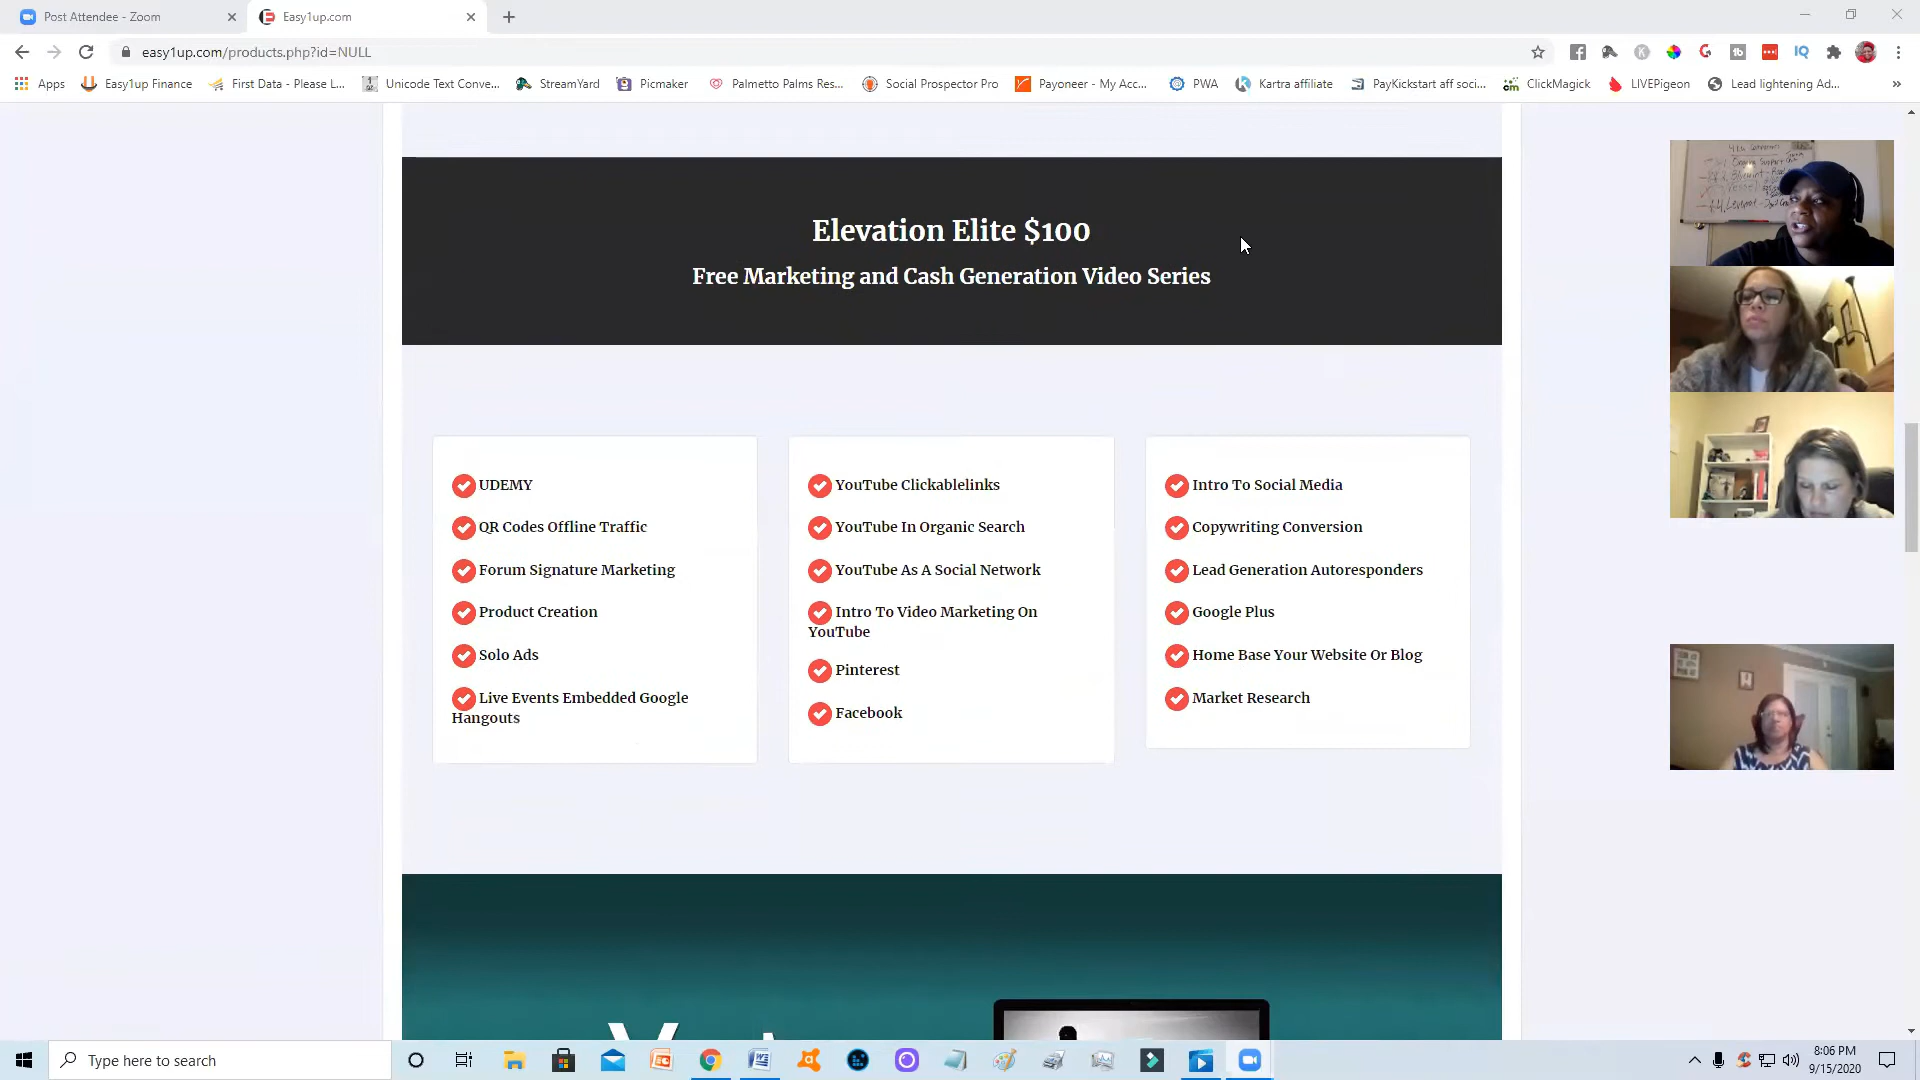 Post Attendee - Zoom
Easy1up.com
easy1up.com/products.php?id=NULL
Apps
Easy1up Finance
First Data - Please L...
Unicode Text Conve...
StreamYard
Picmaker
Palmetto Palms Res...
Social Prospector Pro
Payoneer - My Acc...
PWA
Kartra affiliate
PayKickstart aff soci...
ClickMagick
LIVEPigeon
Lead lightening Ad...
»
Elevation Elite $100
Free Marketing and Cash Generation Video Series
UDEMY
QR Codes Offline Traffic
Forum Signature Marketing
Product Creation
Solo Ads
Live Events Embedded Google
Hangouts
YouTube Clickablelinks
YouTube In Organic Search
YouTube As A Social Network
Intro To Video Marketing On
YouTube
Pinterest
Facebook
Intro To Social Media
Copywriting Conversion
Lead Generation Autoresponders
Google Plus
Home Base Your Website Or Blog
Market Research
Type here to search
8:06 PM
9/15/2020